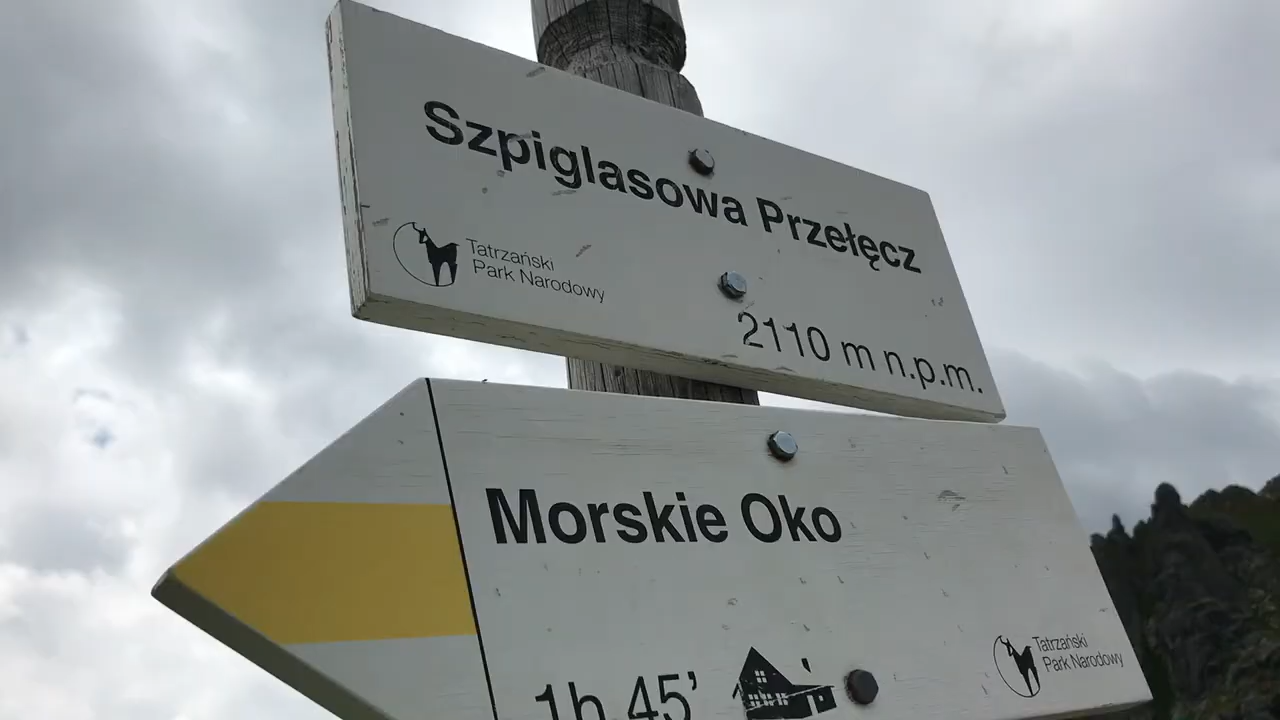 Szpiglasowa Przełęcz
Tatrzański
Park Narodowy
2110 m n.p.m.
Morskie Oko
1h 45’
Tatrzański
Park Narodowy